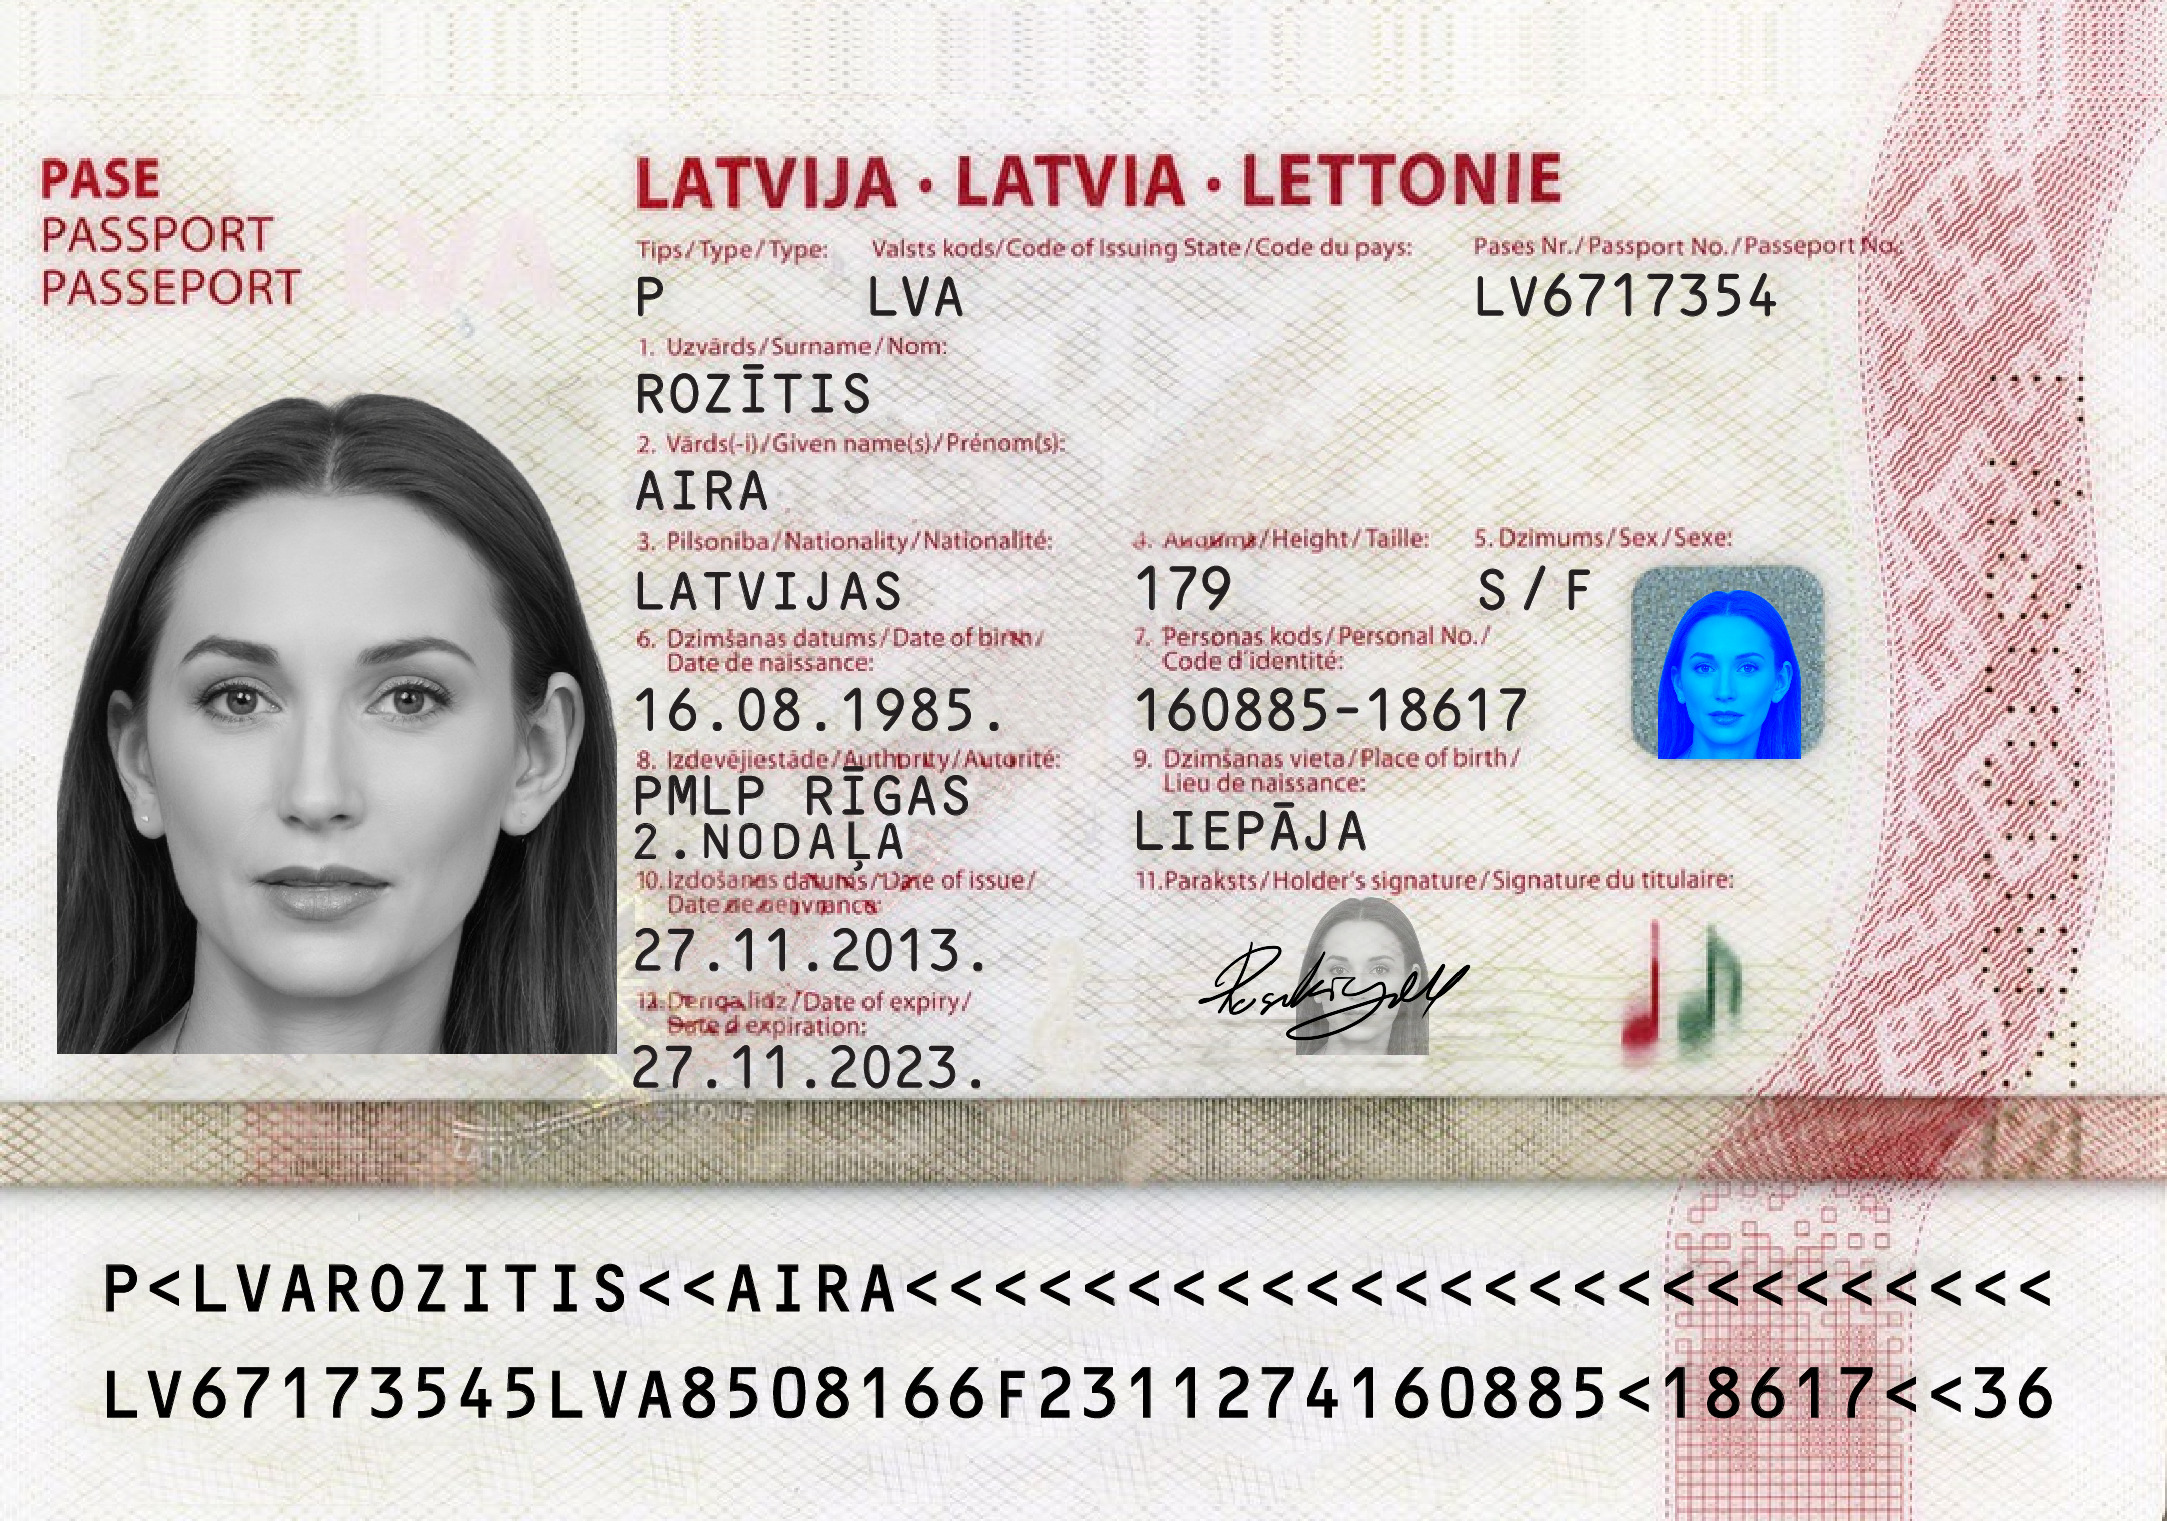 PASE
PASSPORT
PASSEPORT
LVA
LATVIJA · LATVIA · LETTONIE
Tips/Type/Type: Valsts kods/Code of Issuing State/Code du pays: Pases Nr./Passport No./Passeport No.:
P LVA LV6717354
1. Uzvārds/Surname/Nom:
ROZĪTIS
2. Vārds(-i)/Given name(s)/Prénom(s):
AIRA
3. Pilsonība/Nationality/Nationalité: 4. Augums/Height/Taille: 5. Dzimums/Sex/Sexe:
LATVIJAS 179 S/F
6. Dzimšanas datums/Date of birth/ 7. Personas kods/Personal No./
Date de naissance: Code d'identité:
16.08.1985. 160885-18617
8. Izdevējiestāde/Authority/Autorité: 9. Dzimšanas vieta/Place of birth/
Lieu de naissance:
PMLP RĪGAS
2.NODAĻA LIEPĀJA
10. Izdošanas datums/Date of issue/ 11. Paraksts/Holder's signature/Signature du titulaire:
Date de
27.11.2013.
12. Derīga līdz/Date of expiry/
Date d'expiration:
27.11.2023.
P<LVAROZITIS<<AIRA<<<<<<<<<<<<<<<<<<<<<<<<<<
LV67173545LVA8508166F2311274160885<18617<<36